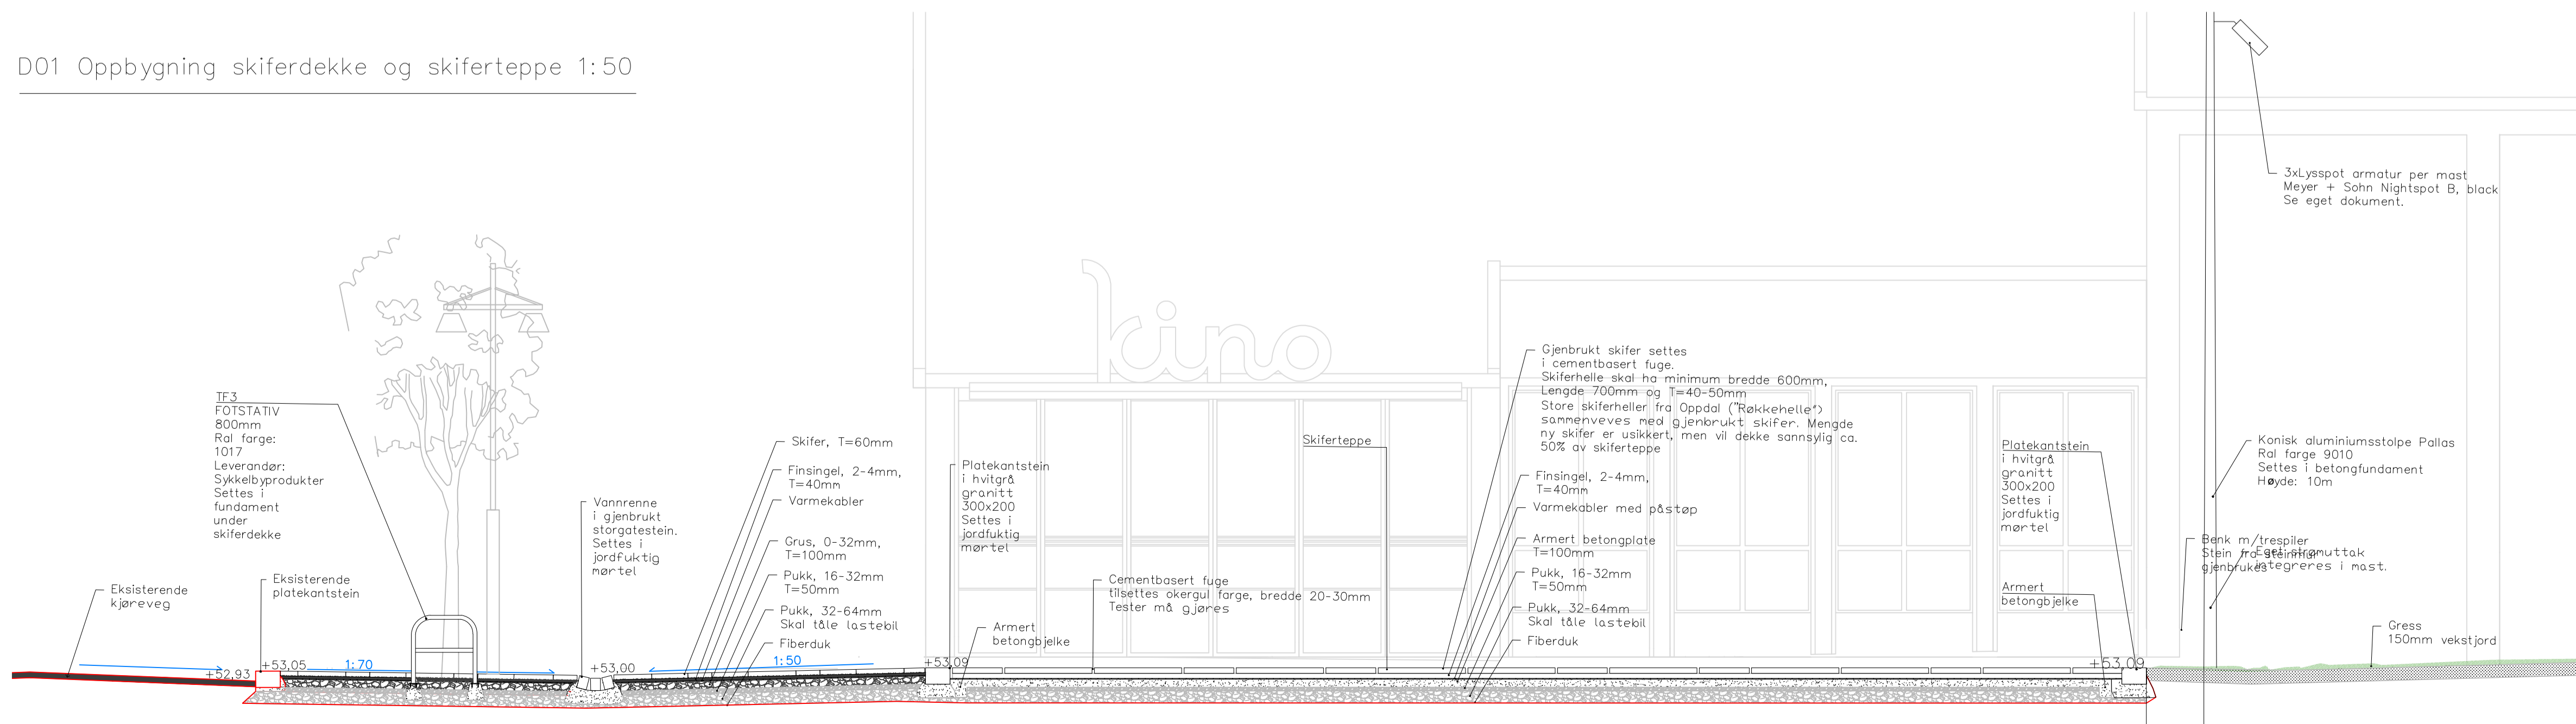 D01 Oppbygning skiferdekke og skiferteppe 1:50
kino
3xLysspot armatur per mast
Meyer + Sohn Nightspot B, black
Se eget dokument.
TF3
FOTSTATIV
800mm
Ral farge:
1017
Leverandør:
Sykkelbyprodukter
Settes i
fundament
under
skiferdekke
Eksisterende
kjøreveg
Eksisterende
platekantstein
Vannrenne
i gjenbrukt
storgatestein.
Settes i
jordfuktig
mørtel
Skifer, T=60mm
Finsingel, 2-4mm,
T=40mm
Varmekabler
Grus, 0-32mm,
T=100mm
Pukk, 16-32mm
T=50mm
Pukk, 32-64mm
Skal tåle lastebil
Fiberduk
Platekantstein
i hvitgrå
granitt
300x200
Settes i
jordfuktig
mørtel
Armert
betongbjelke
Cementbasert fuge
tilsettes okergul farge, bredde 20-30mm
Tester må gjøres
Skiferteppe
Gjenbrukt skifer settes
i cementbasert fuge.
Skiferhelle skal ha minimum bredde 600mm,
Lengde 700mm og T=40-50mm
Store skiferheller fra Oppdal ("Røkkehelle")
sammenveves med gjenbrukt skifer. Mengde
ny skifer er usikkert, men vil dekke sannsylig ca.
50% av skiferteppe
Finsingel, 2-4mm,
T=40mm
Varmekabler med påstøp
Armert betongplate
T=100mm
Pukk, 16-32mm
T=50mm
Pukk, 32-64mm
Skal tåle lastebil
Fiberduk
Platekantstein
i hvitgrå
granitt
300x200
Settes i
jordfuktig
mørtel
Armert
betongbjelke
Konisk aluminiumsstolpe Pallas
Ral farge 9010
Settes i betongfundament
Høyde: 10m
Benk m/trespiler
Stein fra steinmur
gjenbrukes
Eget strømuttak
integreres i mast.
Gress
150mm vekstjord
+52,93
+53,05
1:70
+53,00
1:50
+53,09
+53,09